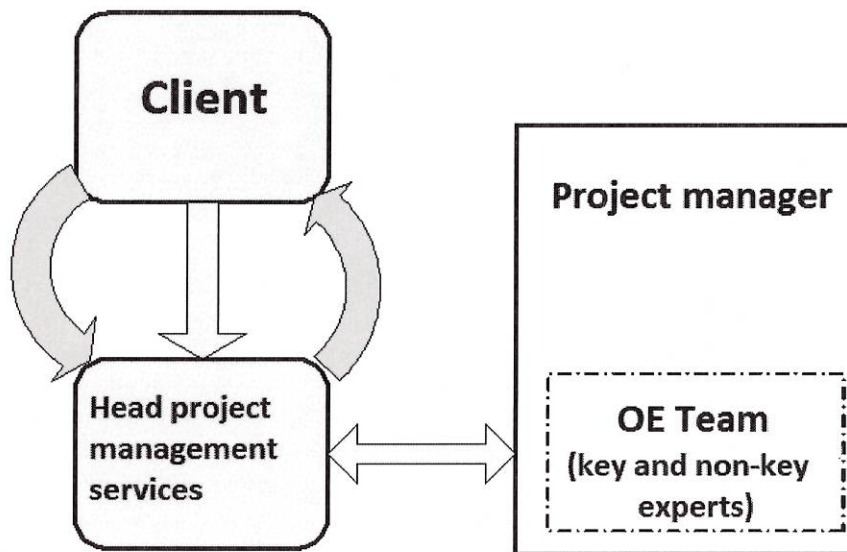 Client
Project manager
Head project
management
services
OE Team
(key and non-key
experts)